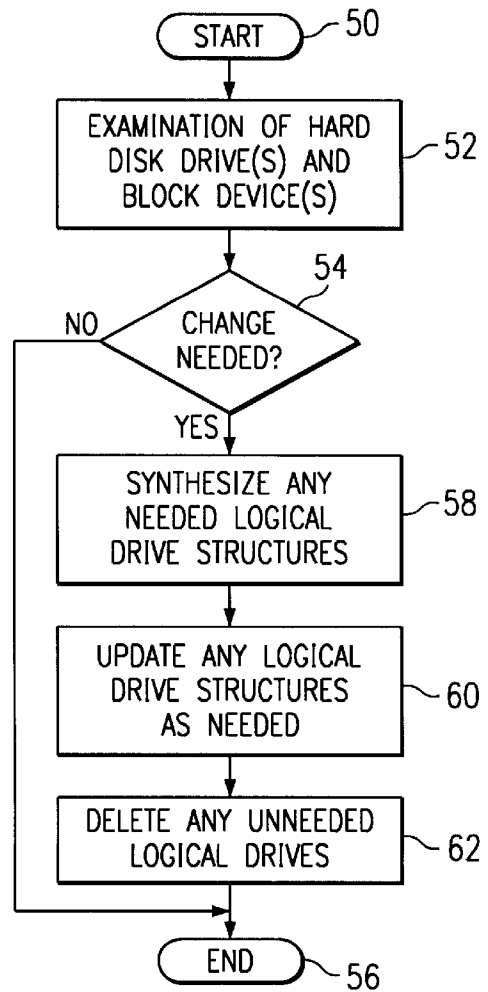 START
50
EXAMINATION OF HARD
DISK DRIVE(S) AND
BLOCK DEVICE(S)
52
54
CHANGE
NEEDED?
NO
YES
SYNTHESIZE ANY
NEEDED LOGICAL
DRIVE STRUCTURES
58
UPDATE ANY LOGICAL
DRIVE STRUCTURES
AS NEEDED
60
DELETE ANY UNNEEDED
LOGICAL DRIVES
62
END
56